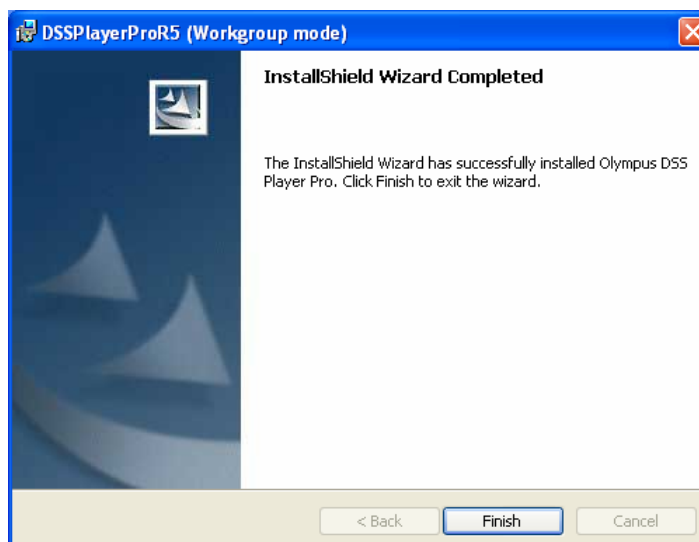 DSSPlayerProR5 (Workgroup mode)
InstallShield Wizard Completed
The InstallShield Wizard has successfully installed Olympus DSS
Player Pro. Click Finish to exit the wizard.
< Back Finish Cancel